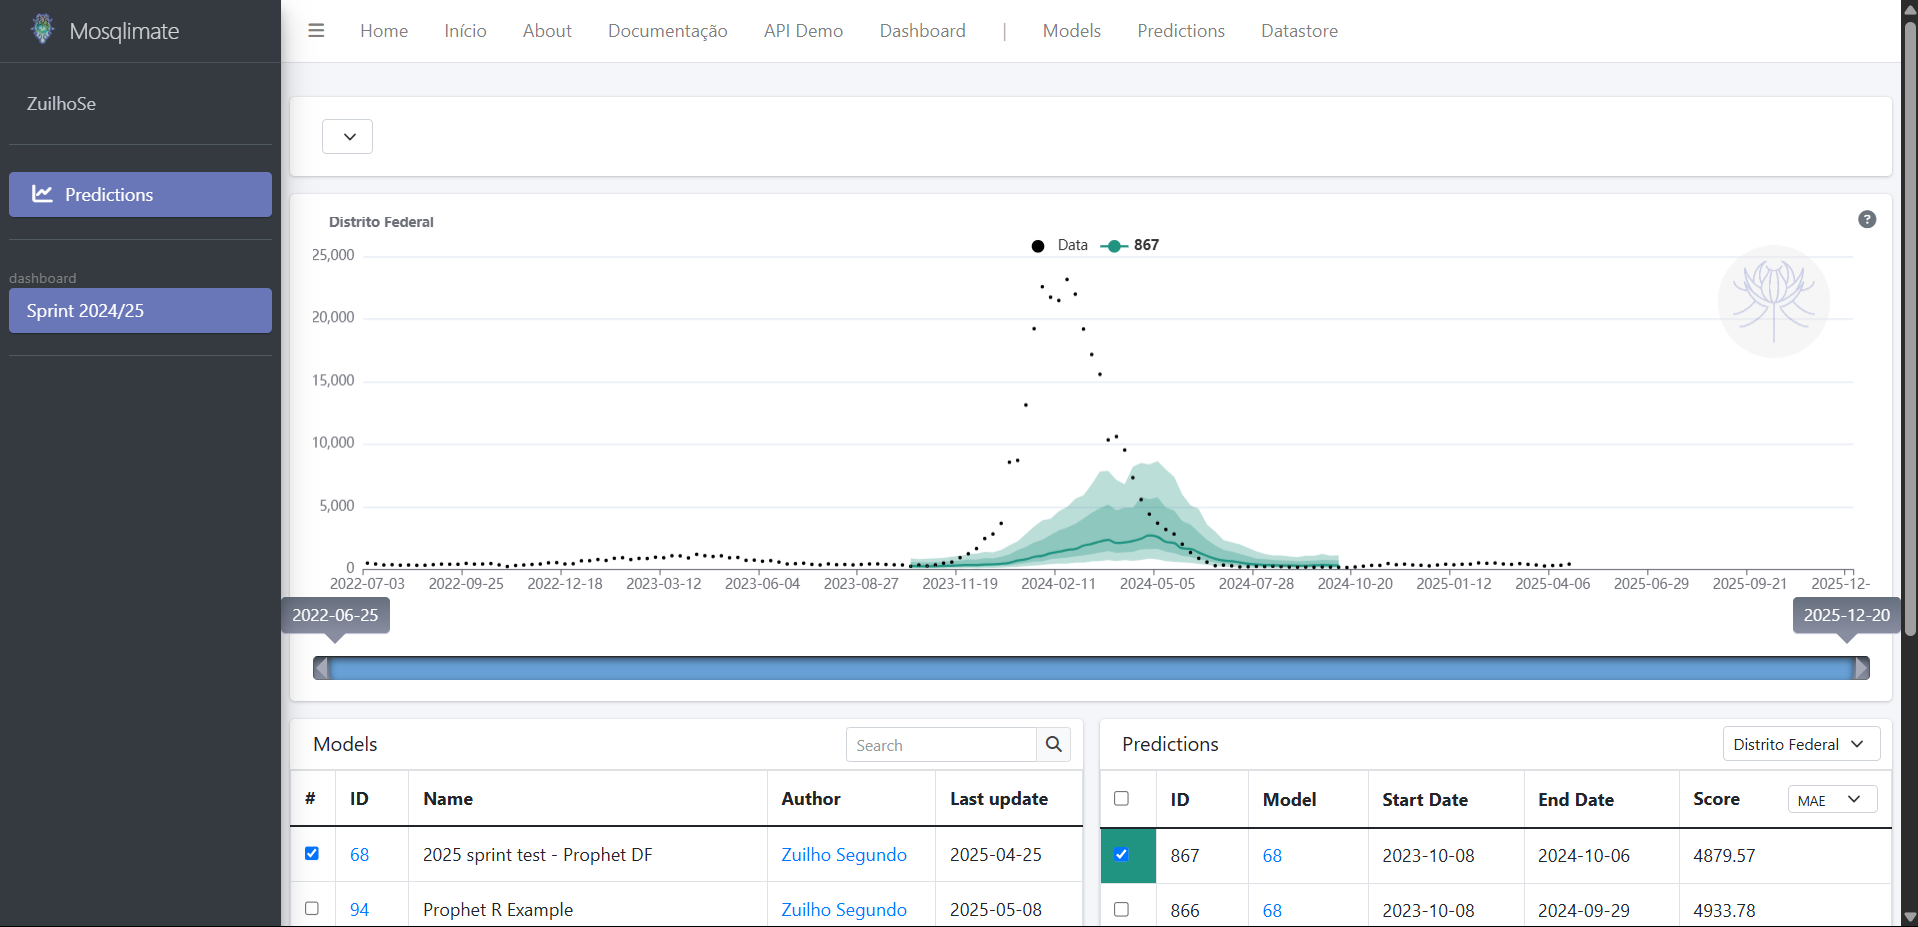 Mosqlimate
Home Início About Documentação API Demo Dashboard | Models Predictions Datastore
ZuilhoSe
Predictions
dashboard
Sprint 2024/25
Distrito Federal
?
Data 867
25,000
20,000
15,000
10,000
5,000
0
2022-07-03 2022-09-25 2022-12-18 2023-03-12 2023-06-04 2023-08-27 2023-11-19 2024-02-11 2024-05-05 2024-07-28 2024-10-20 2025-01-12 2025-04-06 2025-06-29 2025-09-21 2025-12-
2022-06-25 2025-12-20
Models Search
# ID Name Author Last update
68 2025 sprint test - Prophet DF Zuilho Segundo 2025-04-25
94 Prophet R Example Zuilho Segundo 2025-05-08
Predictions Distrito Federal
ID Model Start Date End Date Score MAE
867 68 2023-10-08 2024-10-06 4879.57
866 68 2023-10-08 2024-09-29 4933.78